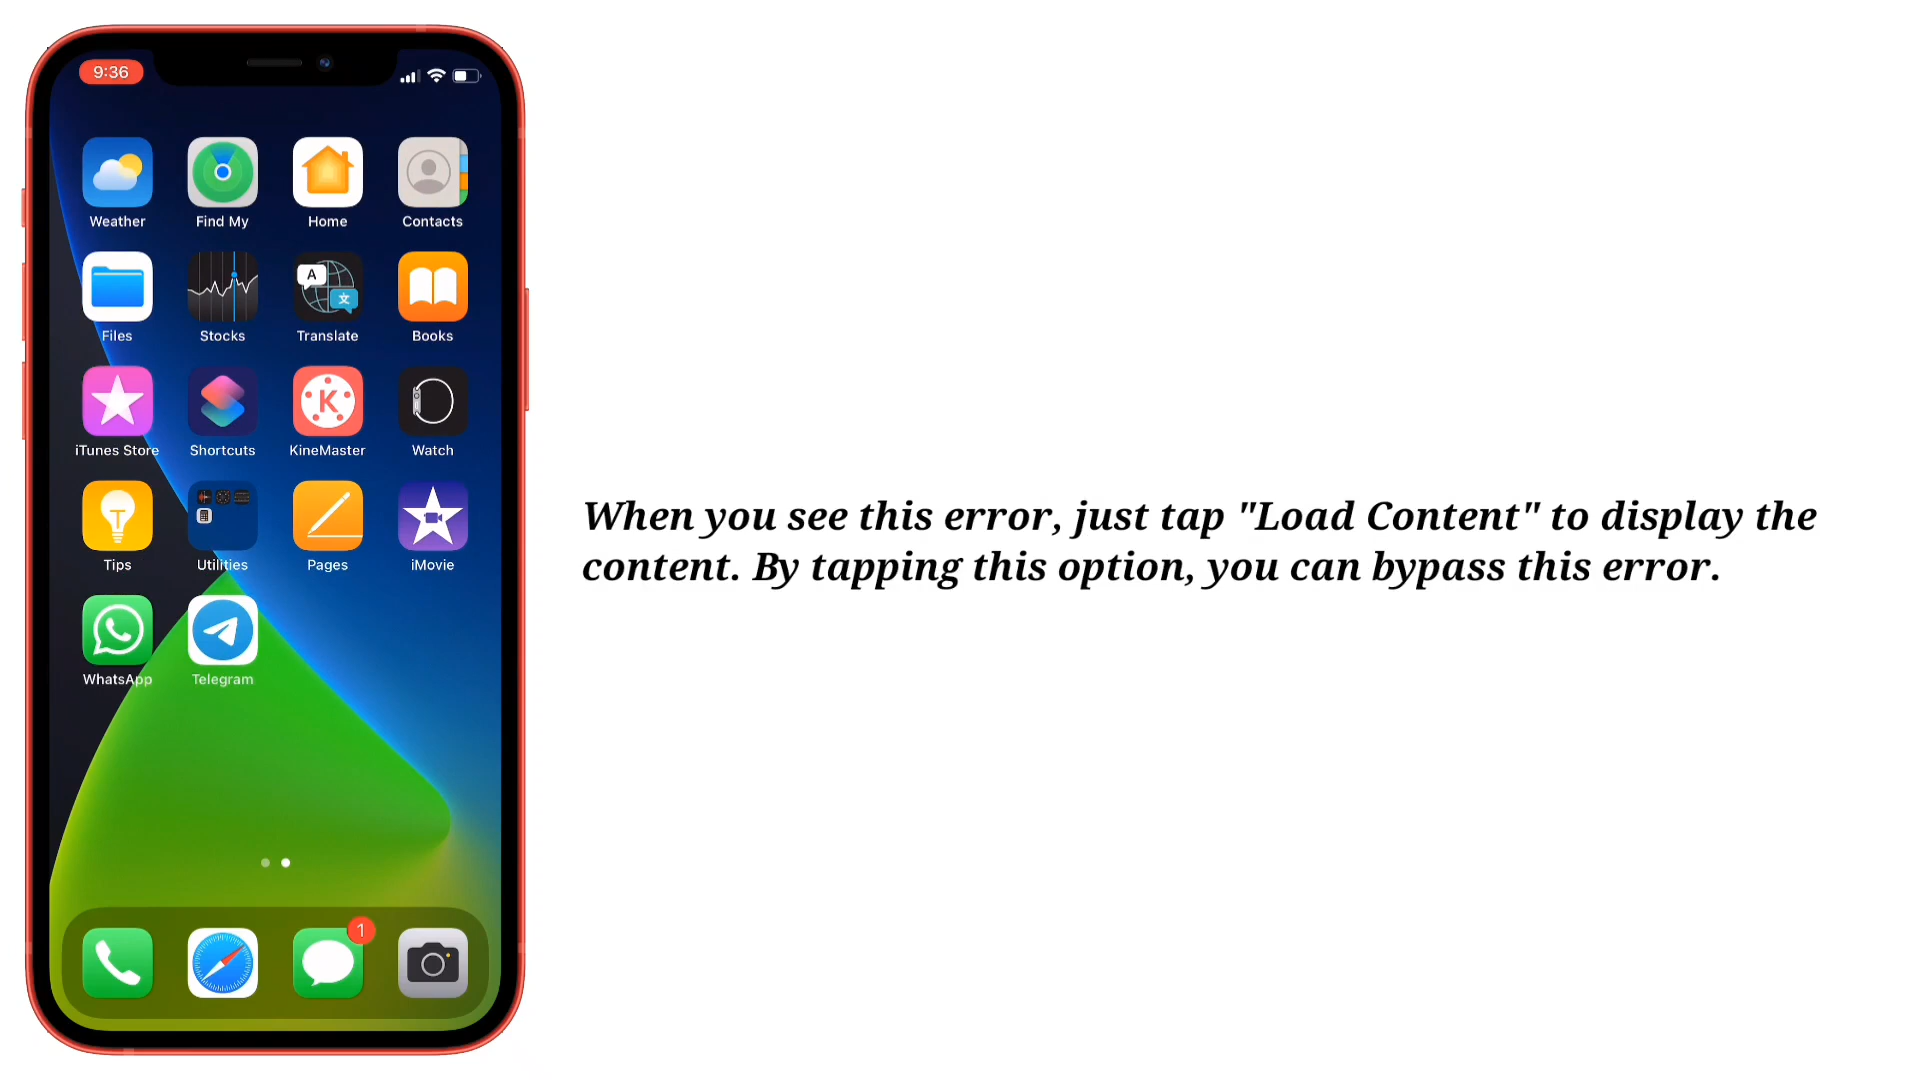 9:36
Weather Find My Home Contacts
A 文
Files Stocks Translate Books
K
iTunes Store Shortcuts KineMaster Watch
Tips Utilities Pages iMovie
WhatsApp Telegram
1
When you see this error, just tap "Load Content" to display the
content. By tapping this option, you can bypass this error.